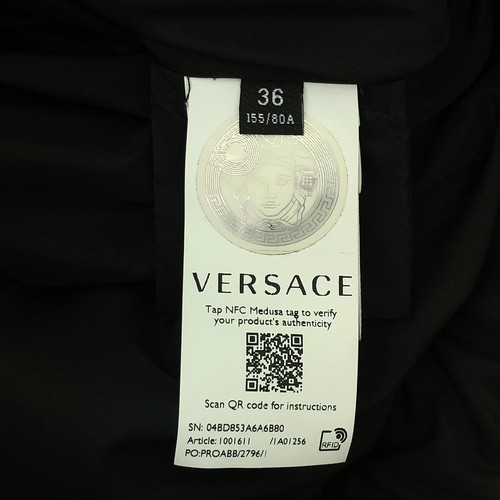 36
155/80A
VERSACE
Tap NFC Medusa tag to verify
your product's authenticity
Scan QR code for instructions
SN: 04BD853A6A6B80
Article: 1001611 /1A01256
PO:PROABB/2796/1
RFID